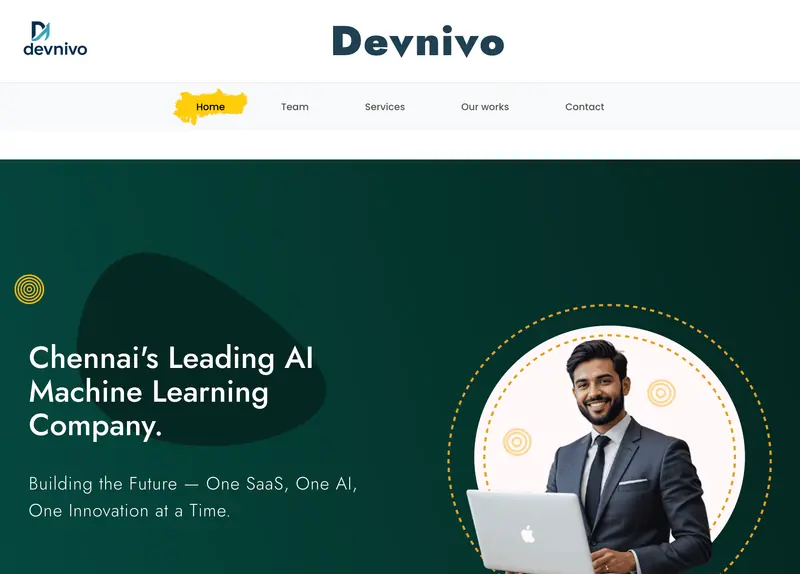 devnivo
Devnivo
Home
Team
Services
Our works
Contact
Chennai's Leading AI
Machine Learning
Company.
Building the Future — One SaaS, One AI,
One Innovation at a Time.